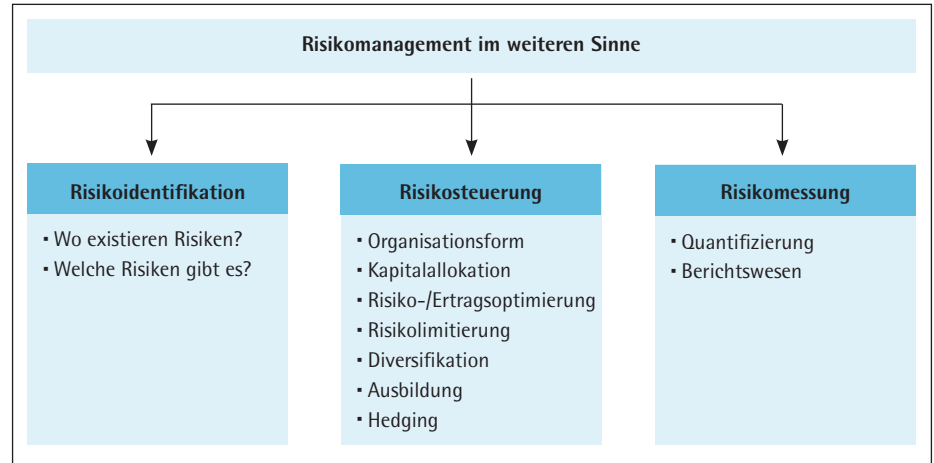 Risikomanagement im weiteren Sinne
Risikoidentifikation
▪ Wo existieren Risiken?
▪ Welche Risiken gibt es?
Risikosteuerung
▪ Organisationsform
▪ Kapitalallokation
▪ Risiko-/Ertragsoptimierung
▪ Risikolimitierung
▪ Diversifikation
▪ Ausbildung
▪ Hedging
Risikomessung
▪ Quantifizierung
▪ Berichtswesen